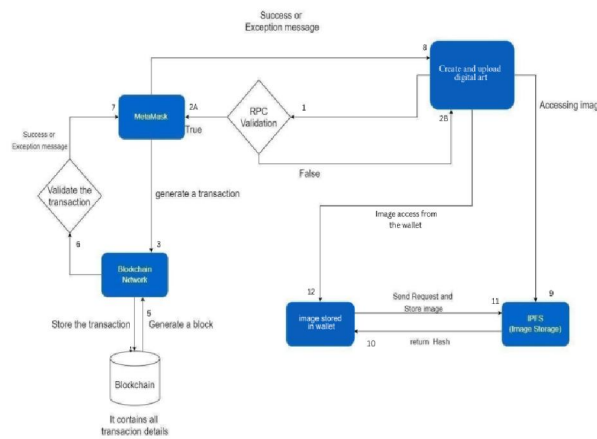 Success or
Exception message
8
Create and upload
digital art
7
2A
1
MetaMask
True
RPC
Validation
2B
Accessing imag
Success or
Exception message
False
Validate the
transaction
generate a transaction
Image access from
the wallet
6
3
Blockchain
Network
12
Send Request and
Store image
11
9
image stored
in wallet
IPFS
(Image Storage)
10
return Hash
Store the transaction
5
Generate a block
Blockchain
It contains all
transacion details